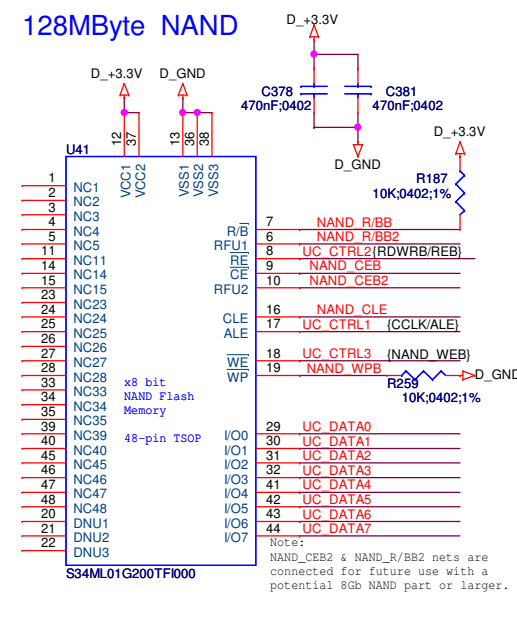 128MByte NAND
D_+3.3V
C378
470nF;0402
C381
470nF;0402
D_GND
D_+3.3V
D_GND
D_+3.3V
R187
10K;0402;1%
U41
12
37
13
36
38
VCC1
VCC2
VSS1
VSS2
VSS3
1 NC1
2 NC2
3 NC3
4 NC4
5 NC5
11 NC11
14 NC14
15 NC15
23 NC23
24 NC24
25 NC25
26 NC26
27 NC27
28 NC28
33 NC33
34 NC34
35 NC35
39 NC39
40 NC40
45 NC45
46 NC46
47 NC47
48 NC48
20 DNU1
21 DNU2
22 DNU3
x8 bit
NAND Flash
Memory
48-pin TSOP
R/B 7 NAND_R/BB
RFU1 6 NAND_R/BB2
RE 8 UC_CTRL2{RDWRB/REB}
CE 9 NAND_CEB
RFU2 10 NAND_CEB2
CLE 16 NAND_CLE
ALE 17 UC_CTRL1 {CCLK/ALE}
WE 18 UC_CTRL3 {NAND_WEB}
WP 19 NAND_WPB
R259
10K;0402;1%
D_GND
I/O0 29 UC_DATA0
I/O1 30 UC_DATA1
I/O2 31 UC_DATA2
I/O3 32 UC_DATA3
I/O4 41 UC_DATA4
I/O5 42 UC_DATA5
I/O6 43 UC_DATA6
I/O7 44 UC_DATA7
S34ML01G200TFI000
Note:
NAND_CEB2 & NAND_R/BB2 nets are
connected for future use with a
potential 8Gb NAND part or larger.